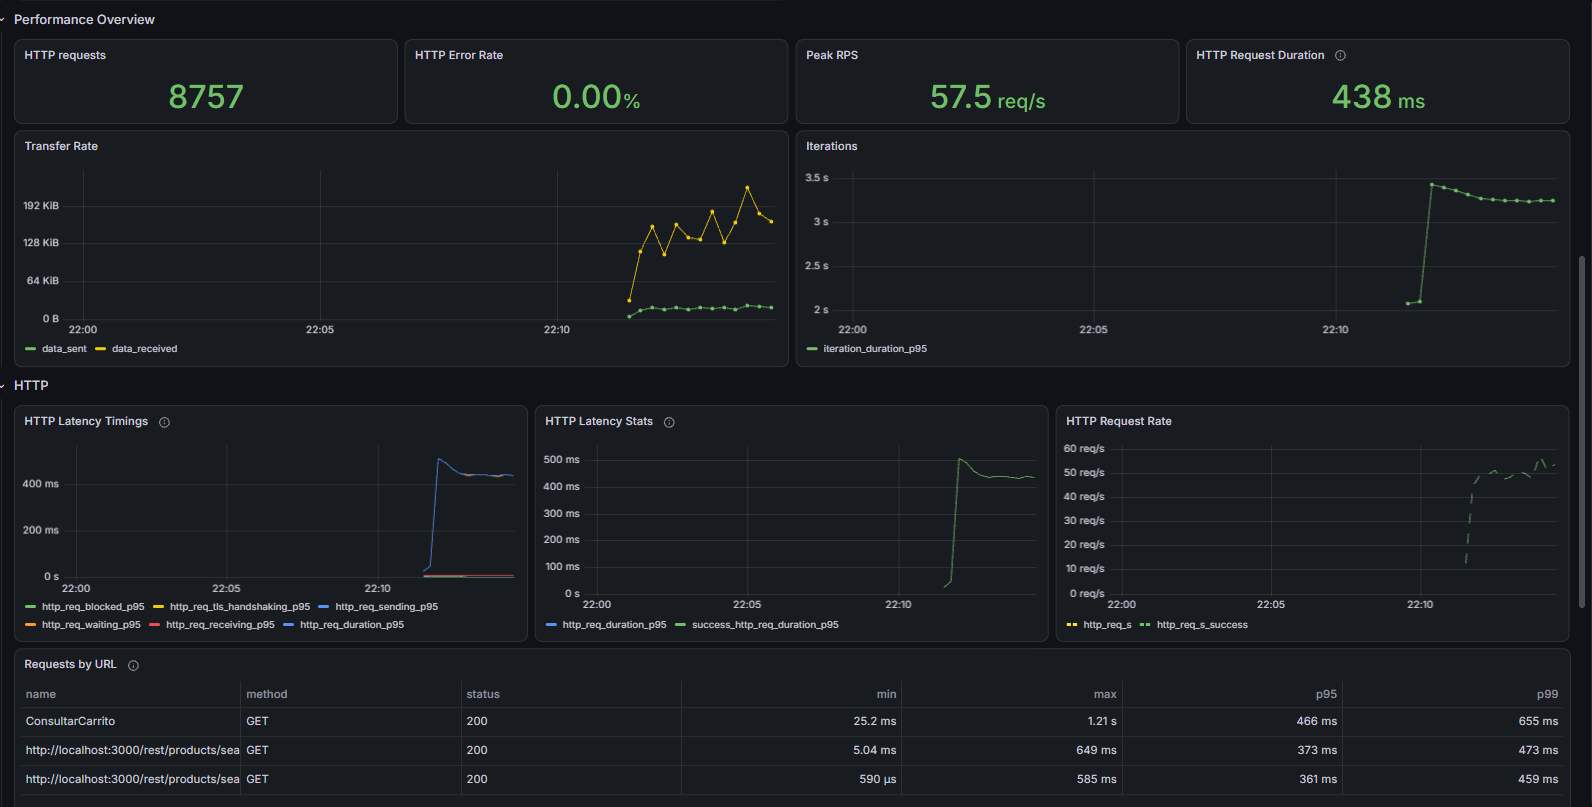 Performance Overview
HTTP requests
8757
HTTP Error Rate
0.00%
Peak RPS
57.5 req/s
HTTP Request Duration
438 ms
Transfer Rate
192 KiB
128 KiB
64 KiB
0 B
22:00 22:05 22:10
data_sent data_received
Iterations
3.5 s
3 s
2.5 s
2 s
22:00 22:05 22:10
iteration_duration_p95
HTTP
HTTP Latency Timings
400 ms
200 ms
0 s
22:00 22:05 22:10
http_req_blocked_p95 http_req_tls_handshaking_p95 http_req_sending_p95
http_req_waiting_p95 http_req_receiving_p95 http_req_duration_p95
HTTP Latency Stats
500 ms
400 ms
300 ms
200 ms
100 ms
0 s
22:00 22:05 22:10
http_req_duration_p95 success_http_req_duration_p95
HTTP Request Rate
60 req/s
50 req/s
40 req/s
30 req/s
20 req/s
10 req/s
0 req/s
22:00 22:05 22:10
http_req_s http_req_s_success
Requests by URL
name method status min max p95 p99
ConsultarCarrito GET 200 25.2 ms 1.21 s 466 ms 655 ms
http://localhost:3000/rest/products/sea GET 200 5.04 ms 649 ms 373 ms 473 ms
http://localhost:3000/rest/products/sea GET 200 590 µs 585 ms 361 ms 459 ms